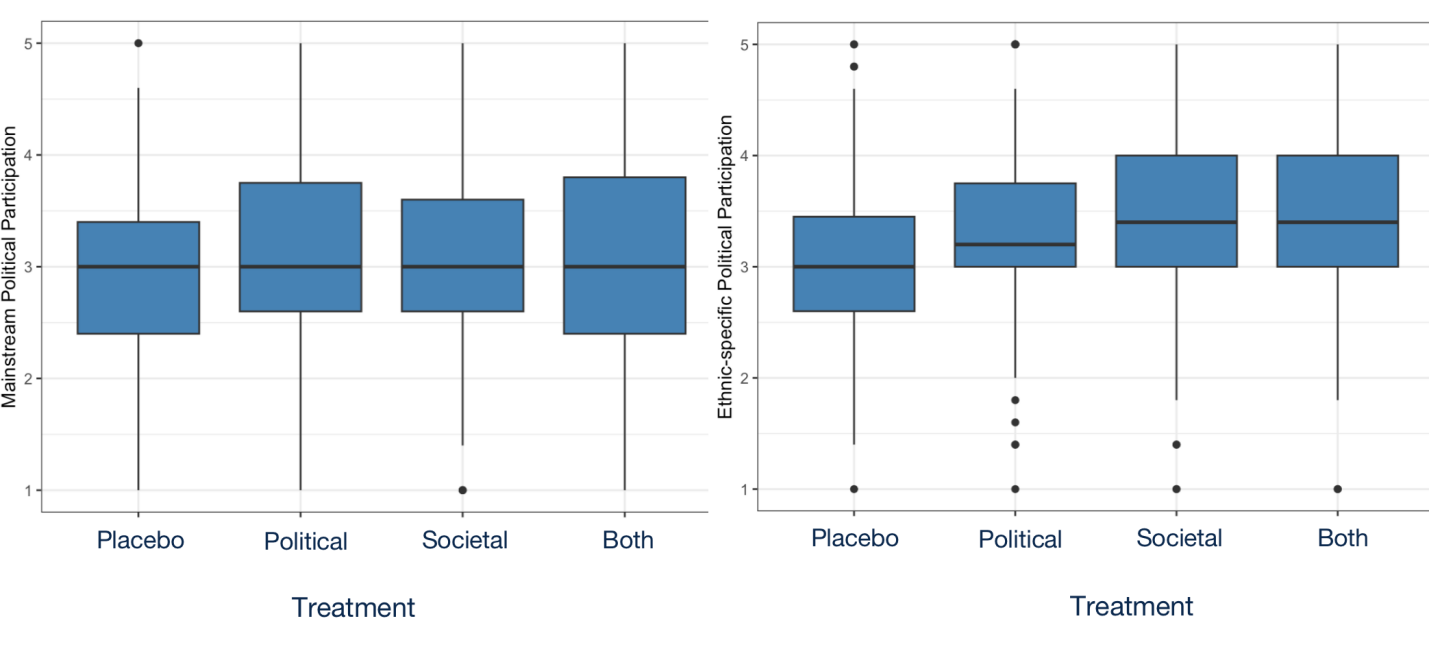 Mainstream Political Participation
5
4
3
2
1
Placebo Political Societal Both
Treatment
Ethnic-specific Political Participation
5
4
3
2
1
Placebo Political Societal Both
Treatment